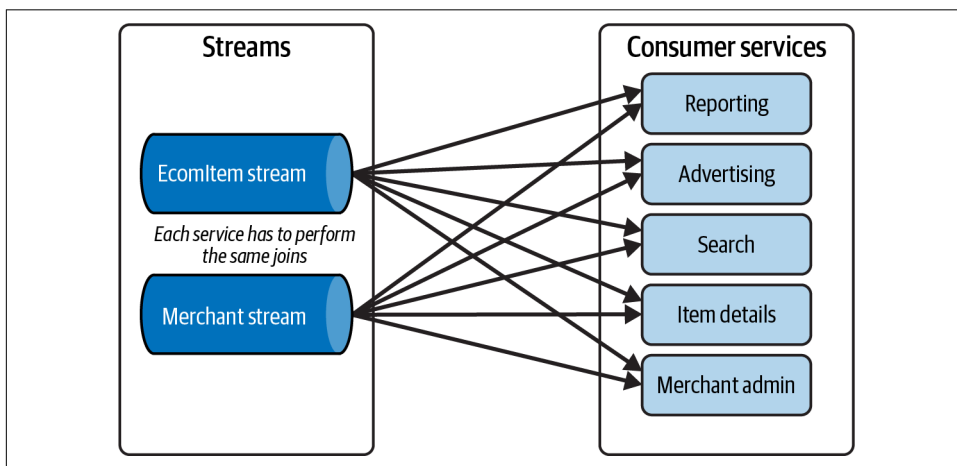 Streams
EcomItem stream
Each service has to perform
the same joins
Merchant stream
Consumer services
Reporting
Advertising
Search
Item details
Merchant admin